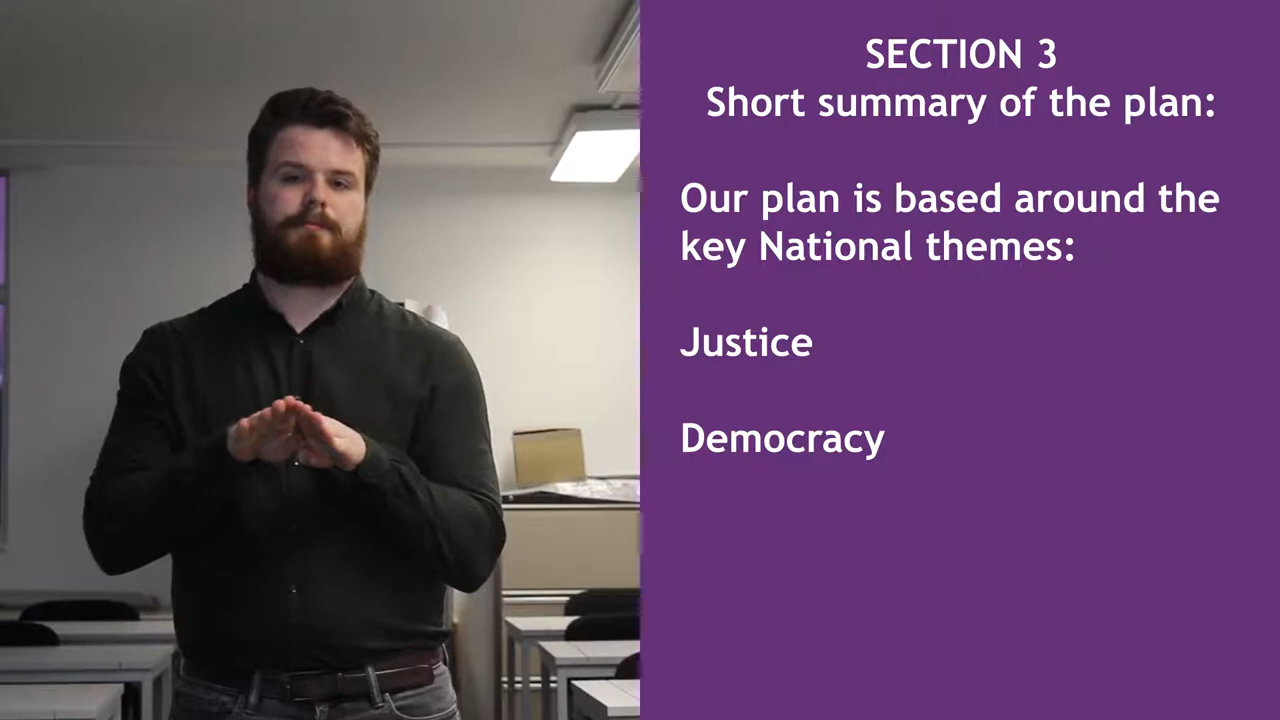 SECTION 3
Short summary of the plan:
Our plan is based around the
key National themes:
Justice
Democracy